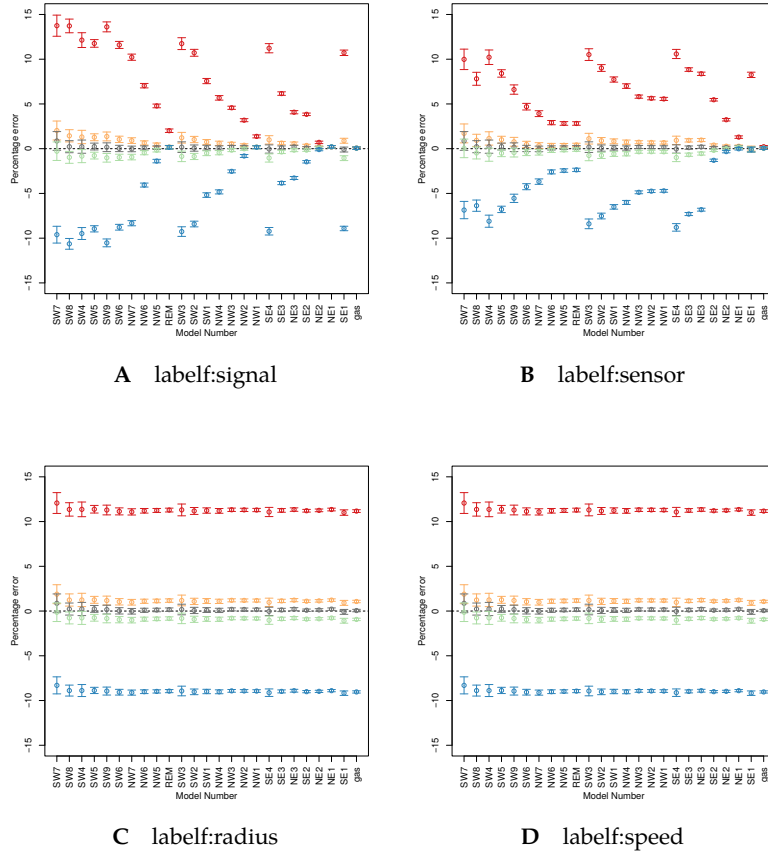 15
10
5
0
−5
−10
−15
Percentage error
SW7
SW8
SW4
SW5
SW9
SW6
NW7
NW6
NW5
REM
SW3
SW2
SW1
NW4
NW3
NW2
NW1
SE4
SE3
NE3
SE2
NE2
NE1
SE1
gas
Model Number
A labelf:signal
15
10
5
0
−5
−10
−15
Percentage error
SW7
SW8
SW4
SW5
SW9
SW6
NW7
NW6
NW5
REM
SW3
SW2
SW1
NW4
NW3
NW2
NW1
SE4
SE3
NE3
SE2
NE2
NE1
SE1
gas
Model Number
B labelf:sensor
15
10
5
0
−5
−10
−15
Percentage error
SW7
SW8
SW4
SW5
SW9
SW6
NW7
NW6
NW5
REM
SW3
SW2
SW1
NW4
NW3
NW2
NW1
SE4
SE3
NE3
SE2
NE2
NE1
SE1
gas
Model Number
C labelf:radius
15
10
5
0
−5
−10
−15
Percentage error
SW7
SW8
SW4
SW5
SW9
SW6
NW7
NW6
NW5
REM
SW3
SW2
SW1
NW4
NW3
NW2
NW1
SE4
SE3
NE3
SE2
NE2
NE1
SE1
gas
Model Number
D labelf:speed